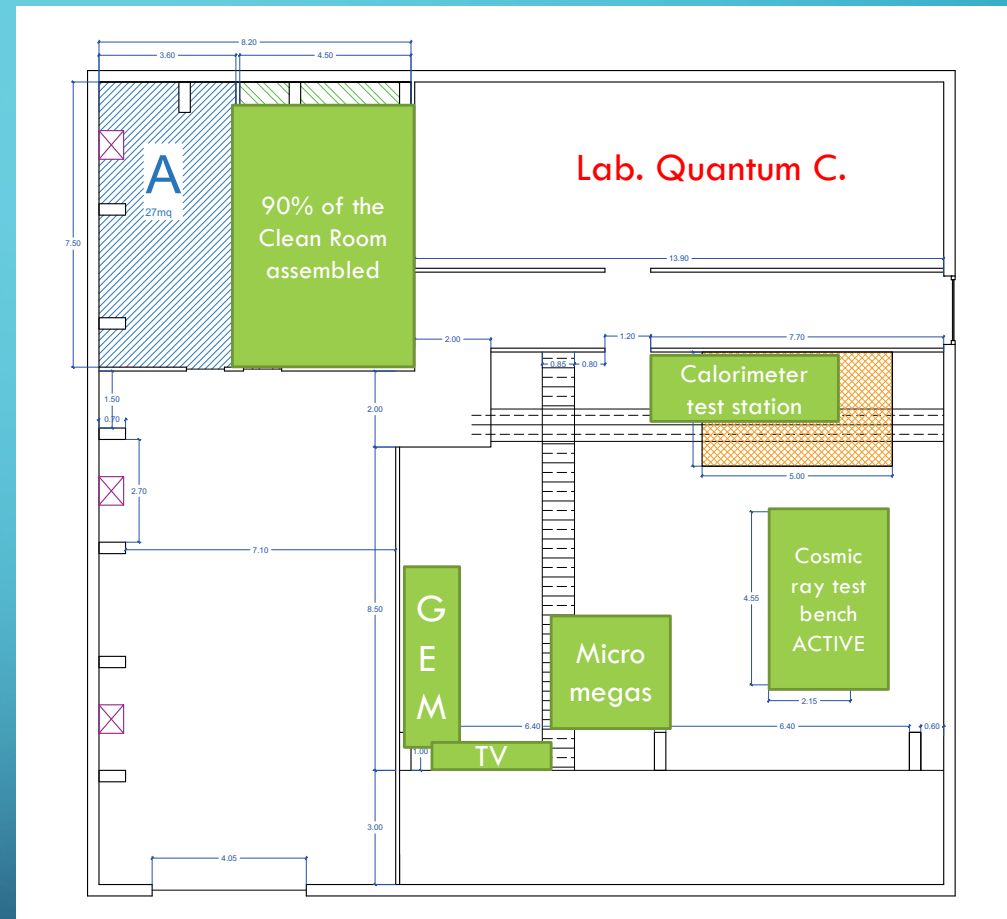 8.20
3.60
4.50
A
27mq
7.50
90% of the
Clean Room
assembled
Lab. Quantum C.
13.90
2.00
1.20
7.70
0.85
0.80
Calorimeter
test station
1.50
0.70
2.00
5.00
2.70
7.10
Cosmic
ray test
bench
ACTIVE
4.55
2.15
8.50
G
E
M
Micro
megas
6.40
6.40
0.60
TV
1.00
3.00
4.05